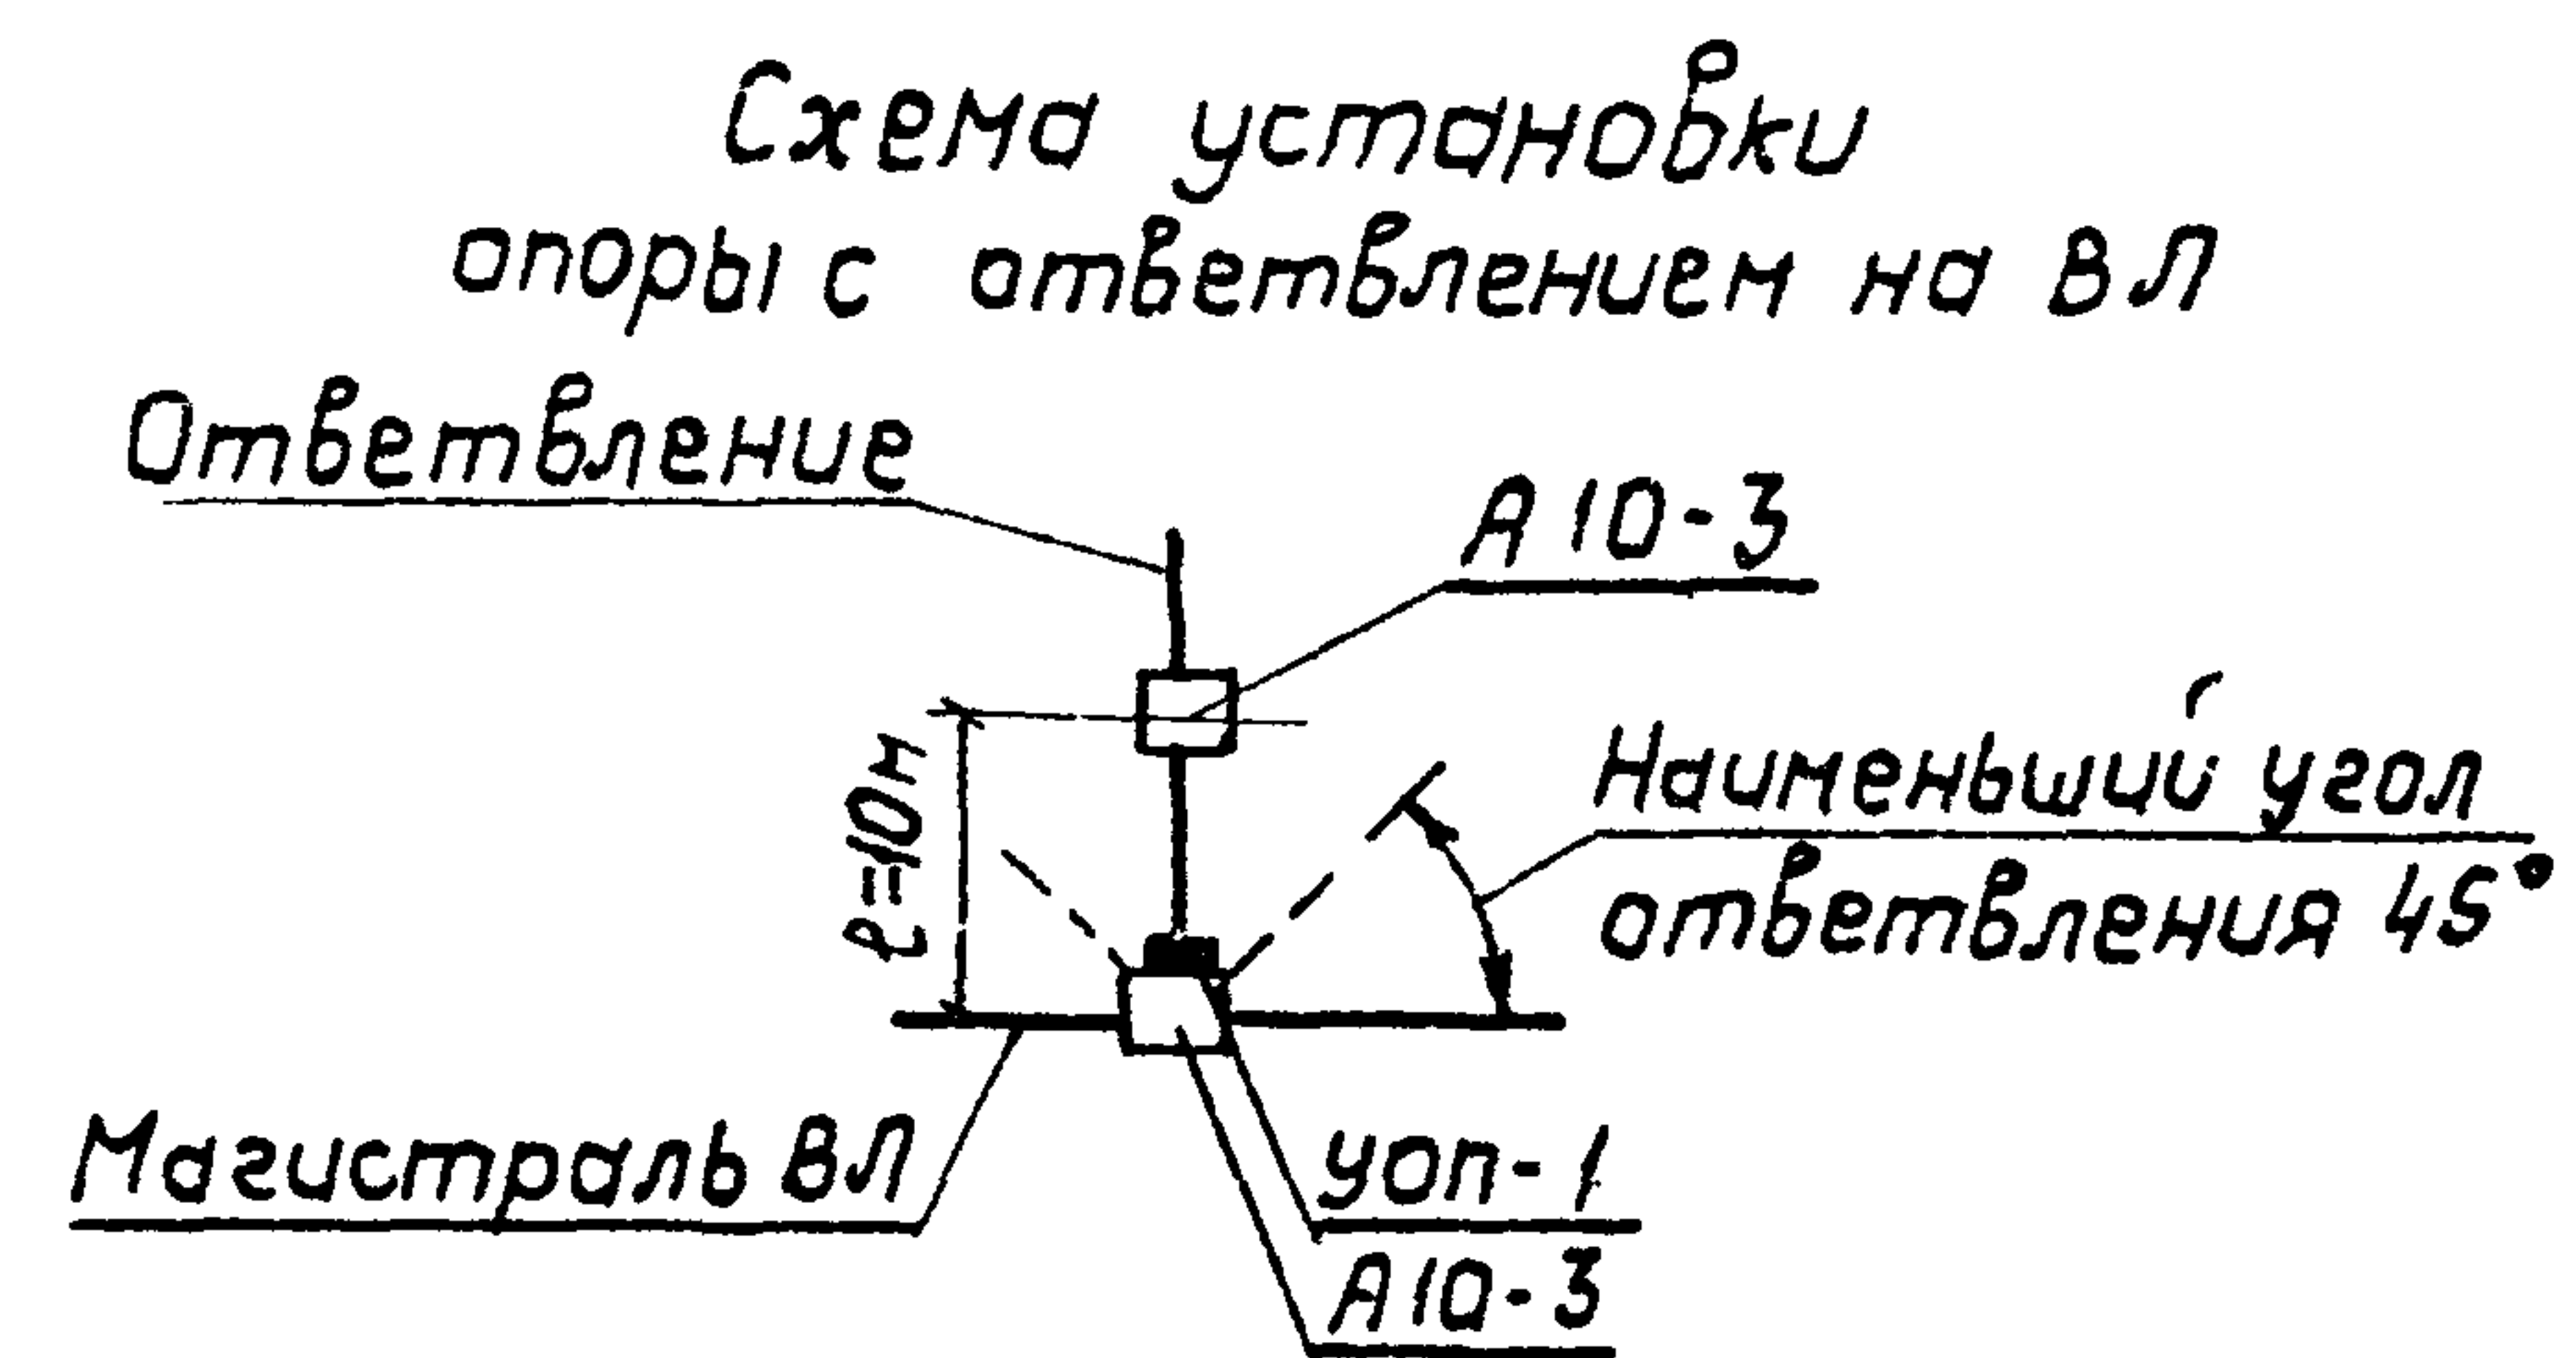 Схема установки
опоры с ответвлением на ВЛ
Ответвление
А10-3
ℓ=10м
Наименьший угол
ответвления 45°
Магистраль ВЛ
УОП-1
А10-3